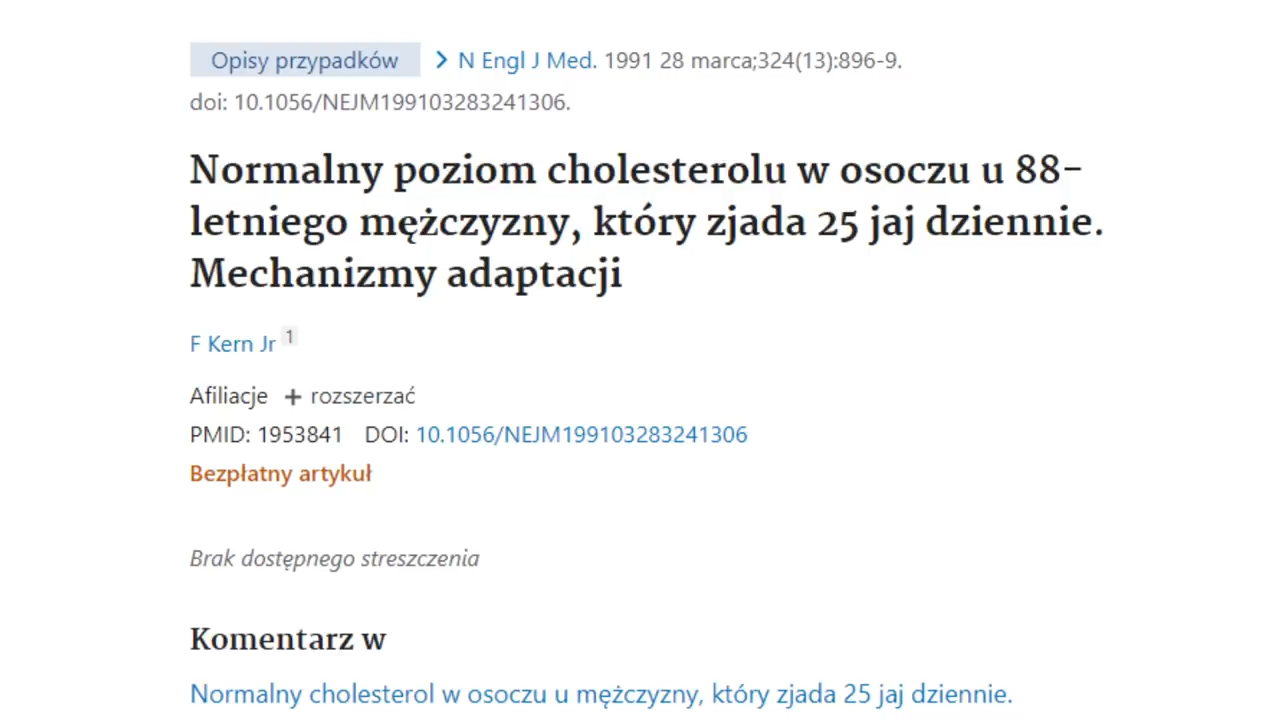 Opisy przypadków > N Engl J Med. 1991 28 marca;324(13):896-9.
doi: 10.1056/NEJM199103283241306.
Normalny poziom cholesterolu w osoczu u 88-
letniego mężczyzny, który zjada 25 jaj dziennie.
Mechanizmy adaptacji
F Kern Jr 1
Afiliacje + rozszerzać
PMID: 1953841 DOI: 10.1056/NEJM199103283241306
Bezpłatny artykuł
Brak dostępnego streszczenia
Komentarz w
Normalny cholesterol w osoczu u mężczyzny, który zjada 25 jaj dziennie.